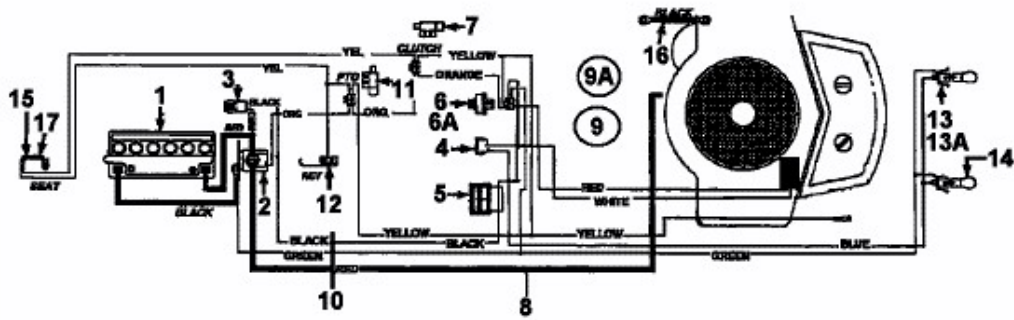 BLACK
7
16
YEL
CLUTCH
YELLOW
YEL
PTO
ORANGE
9A
15
17
1
3
BLACK
11
6
6A
9
13
13A
RED
ORG
ORG.
4
14
SEAT
2
12
5
RED
WHITE
BLACK
BLACK
YELLOW
BLACK
YELLOW
BLUE
GREEN
GREEN
RED
10
8